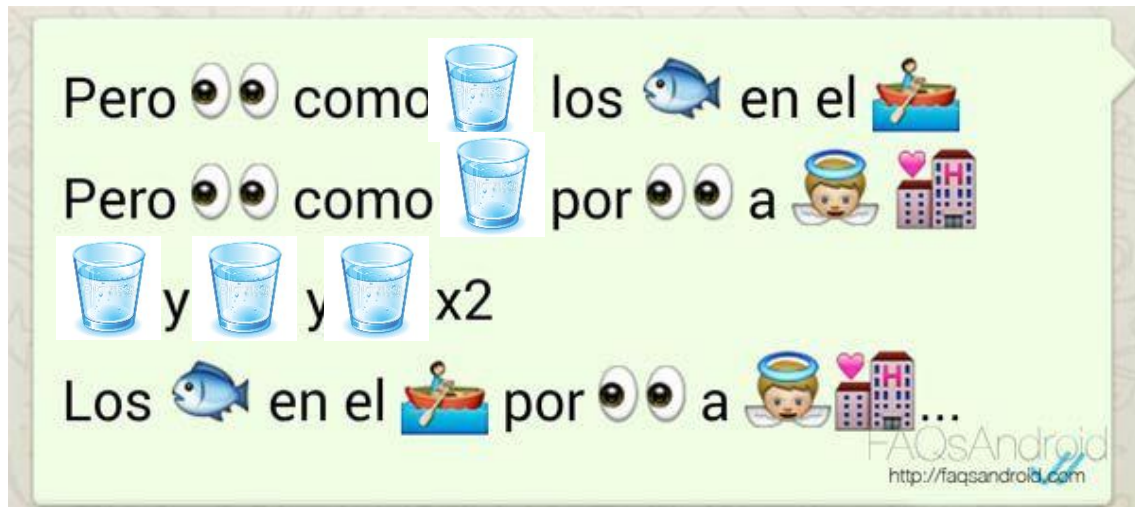 Pero 👀 como 🥛 los 🐟 en el 🚣
Pero 👀 como 🥛 por 👀 a 👼 🏩
🥛 y 🥛 y 🥛 x2
Los 🐟 en el 🚣 por 👀 a 👼 🏩...
FAQsAndroid
http://faqsandroid.com